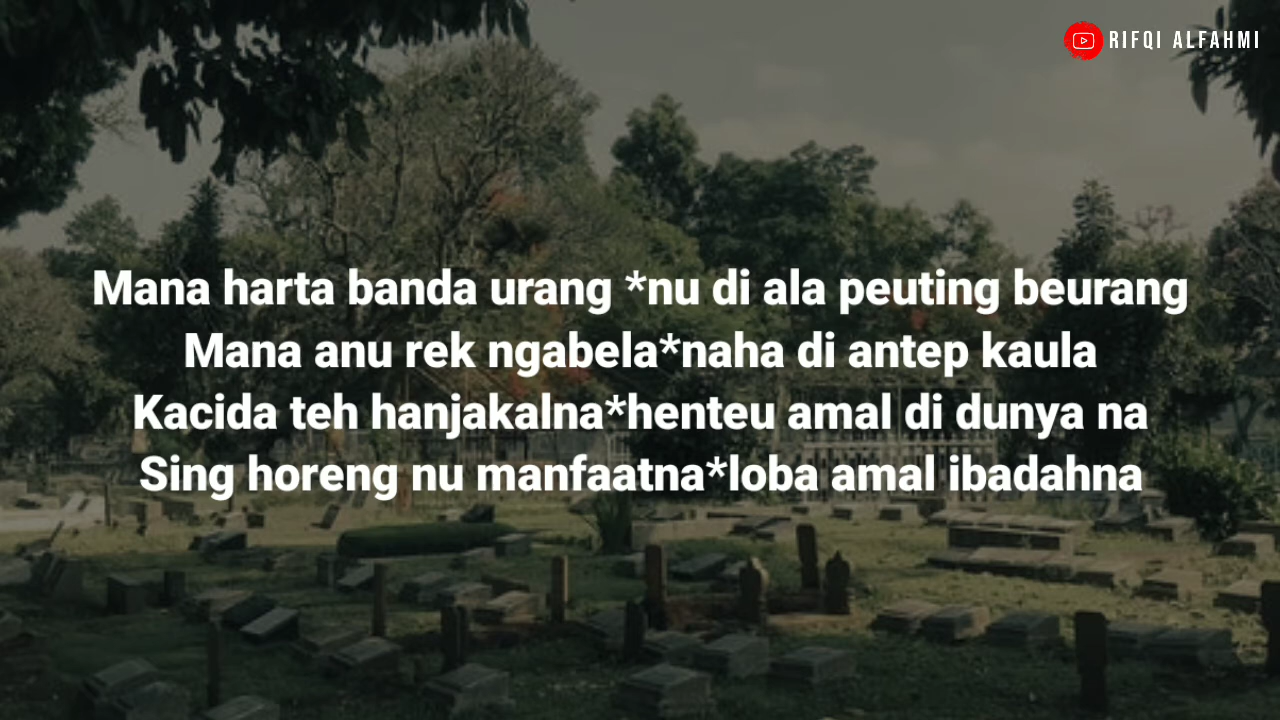 RIFQI ALFAHMI
Mana harta banda urang *nu di ala peuting beurang
Mana anu rek ngabela*naha di antep kaula
Kacida teh hanjakalna*henteu amal di dunya na
Sing horeng nu manfaatna*loba amal ibadahna